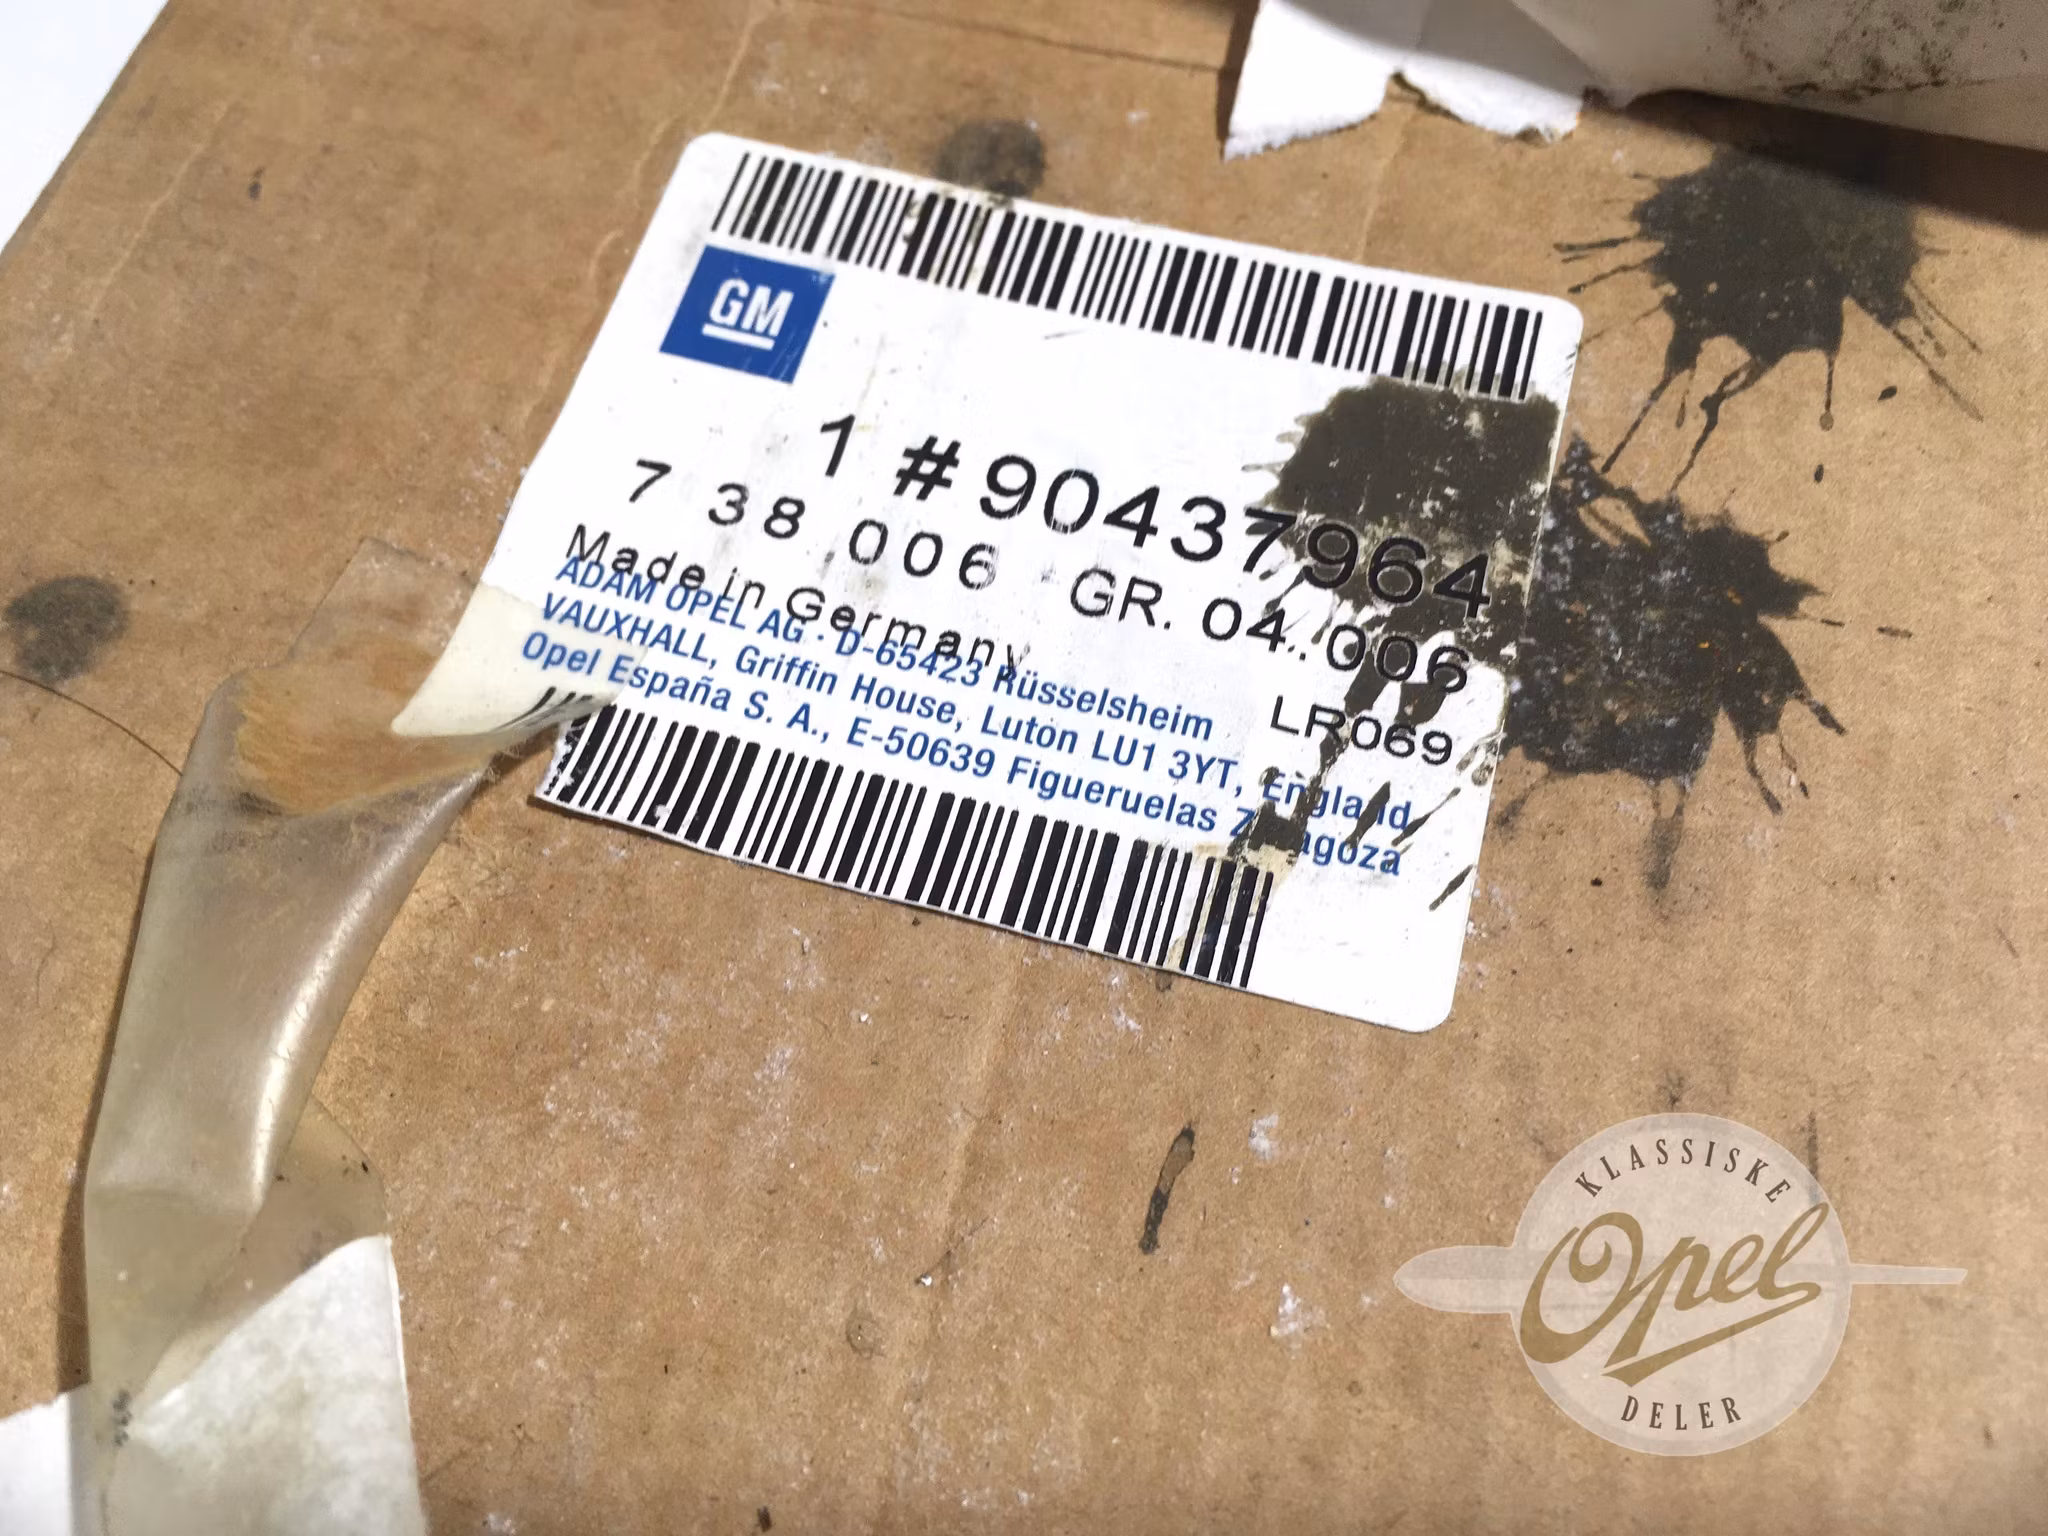 GM
1 # 90437964
7 38 006 GR. 04..006
Made in Germany LR069
ADAM OPEL AG · D-65423 Rüsselsheim
VAUXHALL, Griffin House, Luton LU1 3YT, England
Opel España S. A., E-50639 Figueruelas
KLASSISKE
Opel
DELER